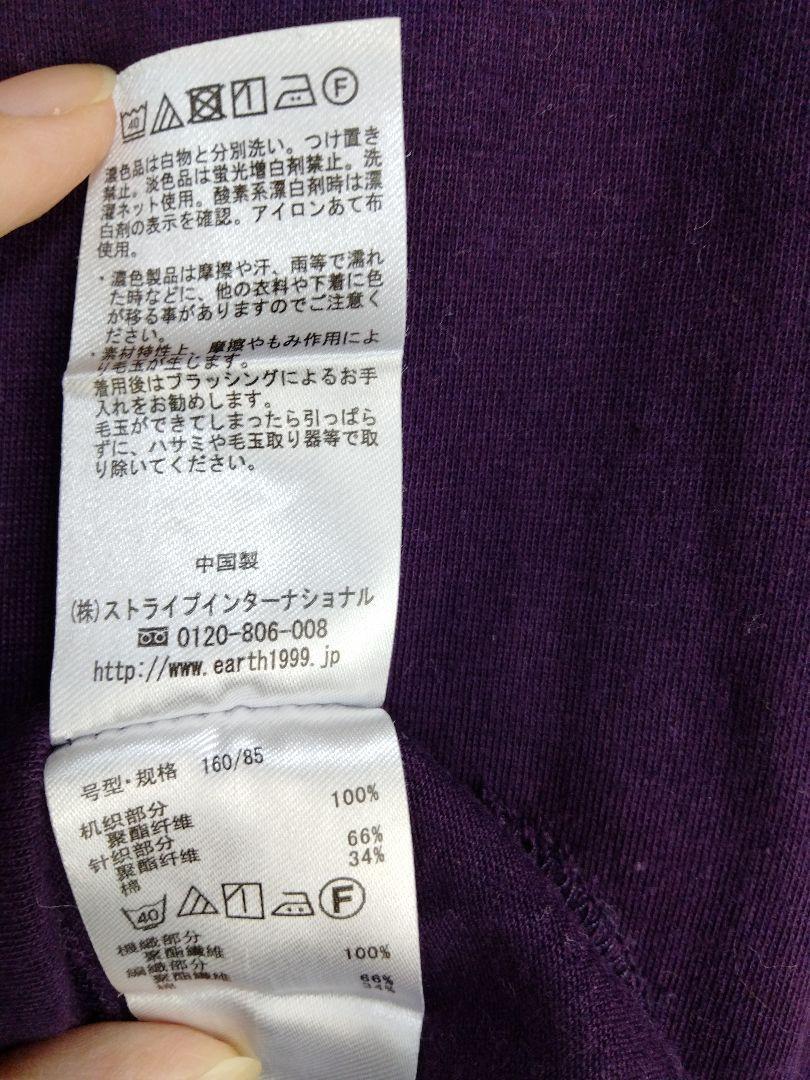 40 F
濃色品は白物と分別洗い。つけ置き
禁止。淡色品は蛍光増白剤禁止。洗
濯ネット使用。酸素系漂白剤時は漂
白剤の表示を確認。アイロンあて布
使用。
・濃色製品は摩擦や汗、雨等で濡れ
た時などに、他の衣料や下着に色
が移る事がありますのでご注意く
ださい。
・素材特性上、摩擦やもみ作用によ
り毛玉が生じます。
着用後はブラッシングによるお手
入れをお勧めします。
毛玉ができてしまったら引っぱら
ずに、ハサミや毛玉取り器等で取
り除いてください。
中国製
(株)ストライプインターナショナル
0120-806-008
http://www.earth1999.jp
号型·规格 160/85
机织部分
聚酯纤维 100%
针织部分
聚酯纤维 66%
棉 34%
40 F
機織部分
聚酯纖維 100%
編織部分
聚酯纖維 66%
棉 34%